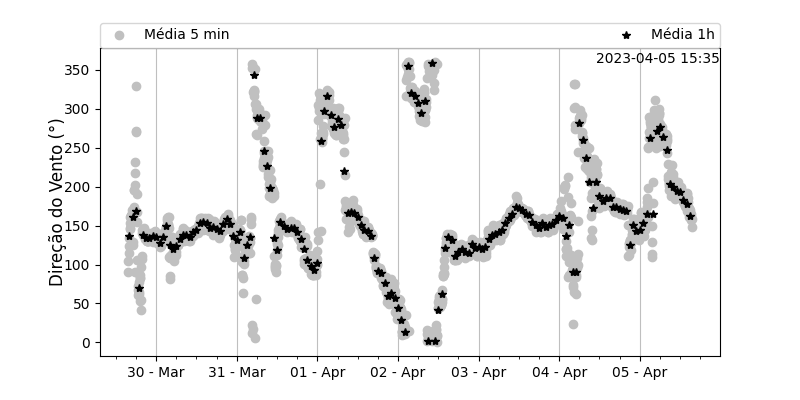 Média 5 min
Média 1h
2023-04-05 15:35
Direção do Vento (°)
350
300
250
200
150
100
50
0
30 - Mar
31 - Mar
01 - Apr
02 - Apr
03 - Apr
04 - Apr
05 - Apr